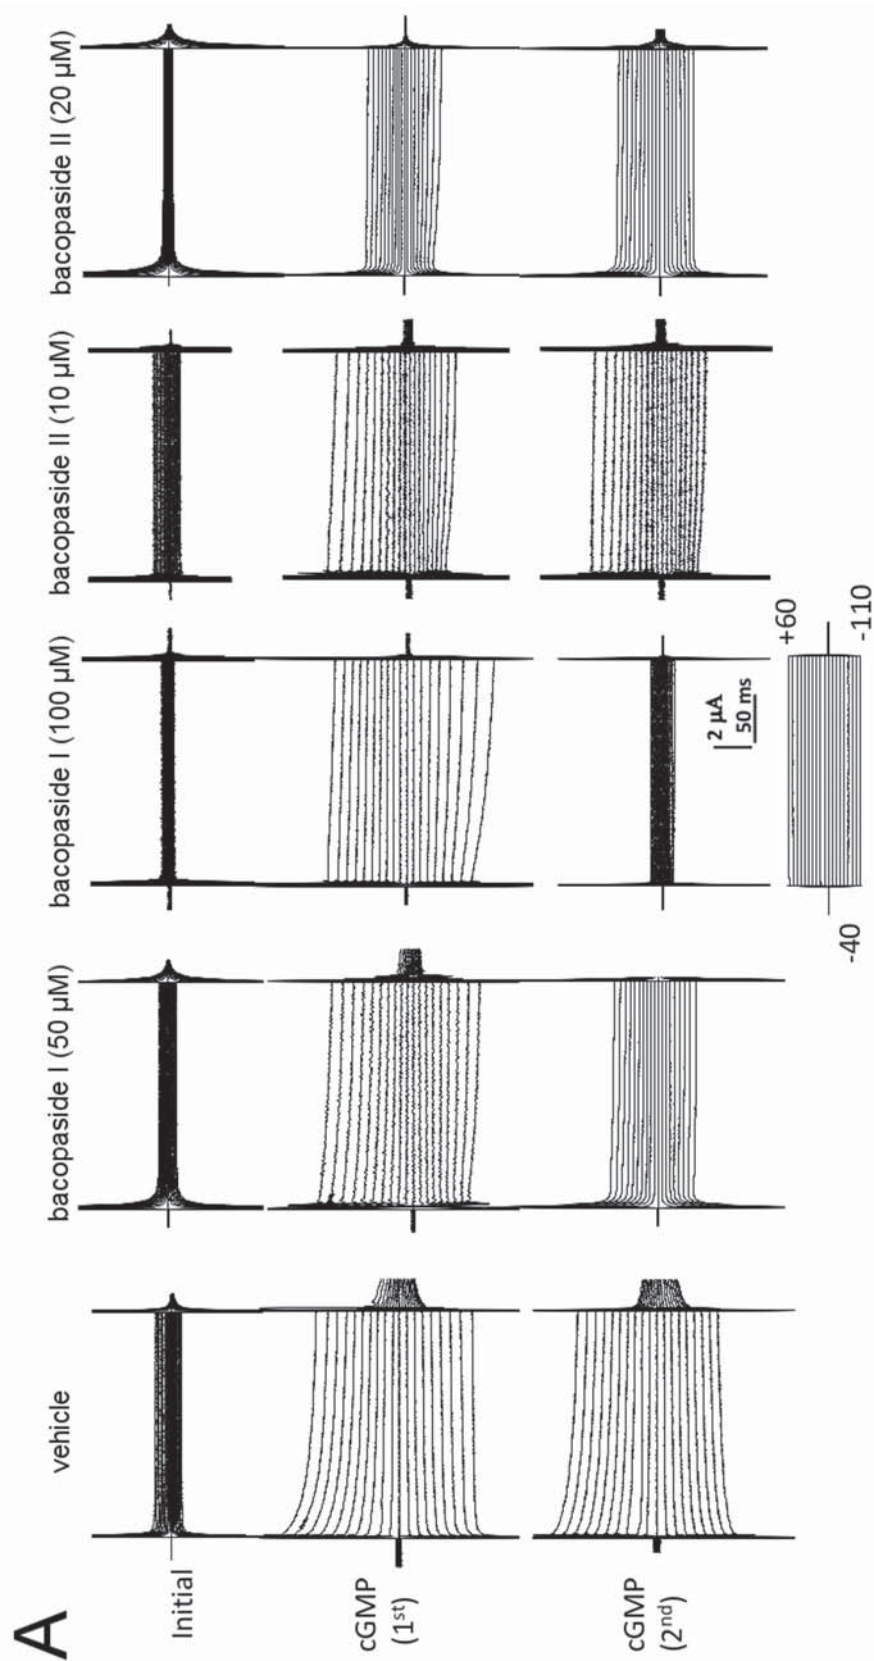 A
vehicle
bacopaside I (50 µM)
bacopaside I (100 µM)
bacopaside II (10 µM)
bacopaside II (20 µM)
Initial
cGMP
(1st)
cGMP
(2nd)
2 µA
50 ms
+60
-40
-110